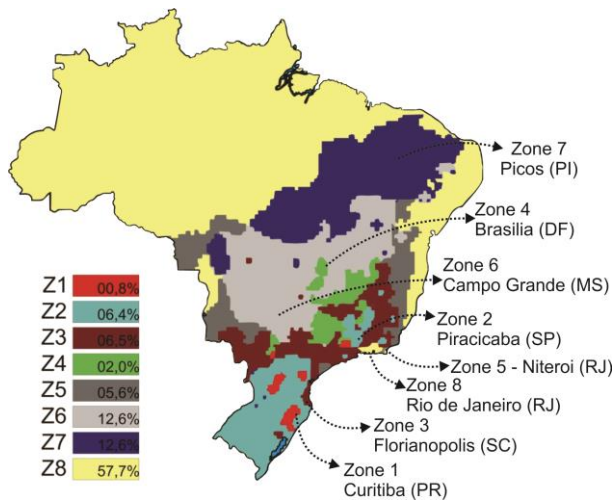 Zone 7
Picos (PI)
Zone 4
Brasilia (DF)
Zone 6
Campo Grande (MS)
Zone 2
Piracicaba (SP)
Zone 5 - Niteroi (RJ)
Zone 8
Rio de Janeiro (RJ)
Zone 3
Florianopolis (SC)
Zone 1
Curitiba (PR)
Z1 00,8%
Z2 06,4%
Z3 06,5%
Z4 02,0%
Z5 05,6%
Z6 12,6%
Z7 12,6%
Z8 57,7%